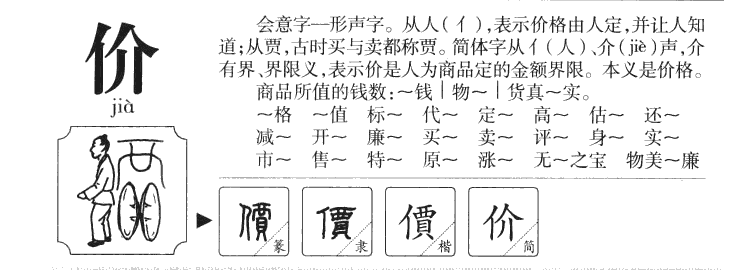 价
jià
会意字—形声字。从人(亻),表示价格由人定,并让人知
道;从贾,古时买与卖都称贾。简体字从亻(人)、介(jiè)声,介
有界、界限义,表示价是人为商品定的金额界限。本义是价格。
商品所值的钱数:～钱｜物～｜货真～实。
～格 ～值 标～ 代～ 定～ 高～ 估～ 还～
减～ 开～ 廉～ 买～ 卖～ 评～ 身～ 实～
市～ 售～ 特～ 原～ 涨～ 无～之宝 物美～廉
價 篆 價 隶 價 楷 价 简